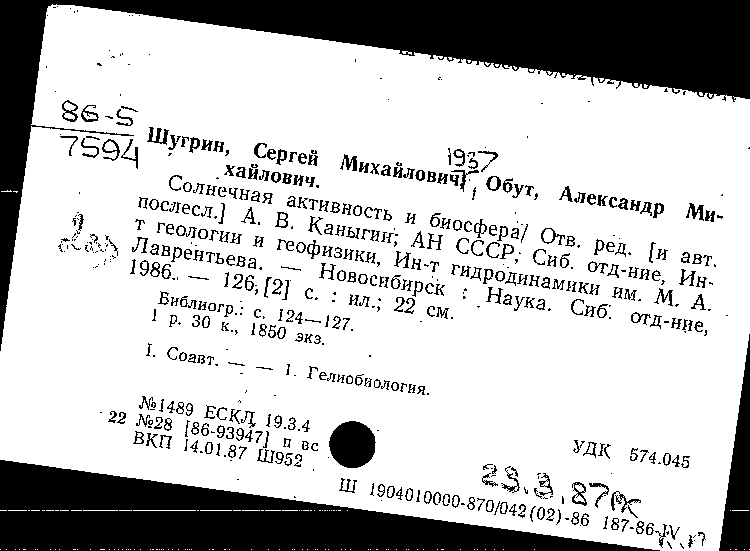 86-5
7594
1937
Шугрин, Сергей Михайлович, Обут, Александр Ми-
хайлович.
Солнечная активность и биосфера/ Отв. ред. [и авт.
послесл.] А. В. Каныгин; АН СССР, Сиб. отд-ние, Ин-
т геологии и геофизики, Ин-т гидродинамики им. М. А.
Лаврентьева. — Новосибирск : Наука. Сиб. отд-ние,
1986. — 126, [2] с. : ил.; 22 см.
Библиогр.: с. 124—127.
1 р. 30 к., 1850 экз.
I. Соавт. — — 1. Гелиобиология.
№1489 ЕСКЛ 19.3.4
22 №28 [86-93947] п вс
ВКП 14.01.87 Ш952
УДК 574.045
23.3.87
Ш 1904010000-870/042(02)-86 187-86-IV